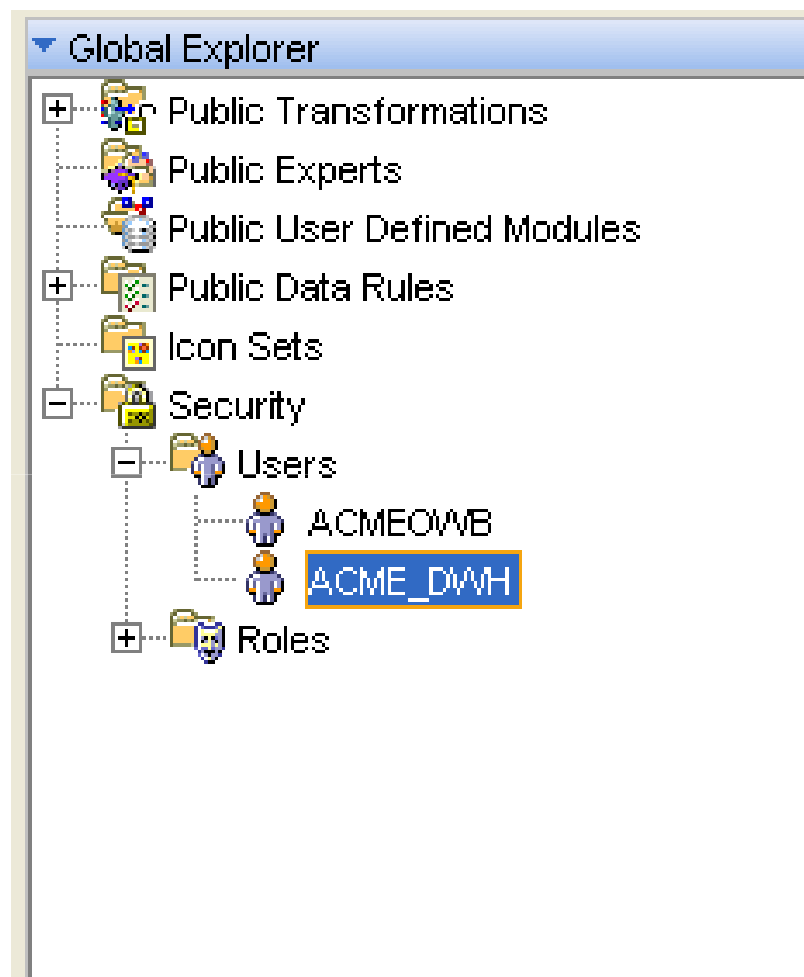 Global Explorer
Public Transformations
Public Experts
Public User Defined Modules
Public Data Rules
Icon Sets
Security
Users
ACMEOWB
ACME_DWH
Roles